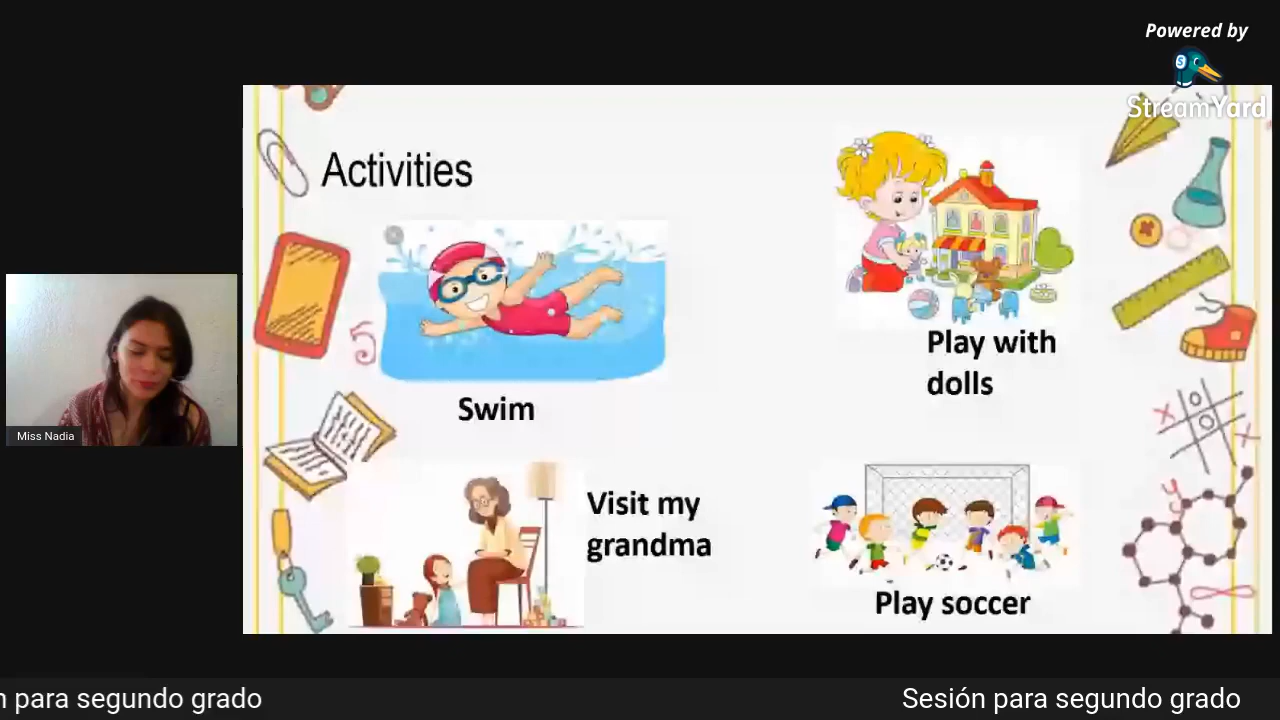 Powered by
StreamYard
Activities
Swim
Play with
dolls
Visit my
grandma
Play soccer
Miss Nadia
n para segundo grado
Sesión para segundo grado